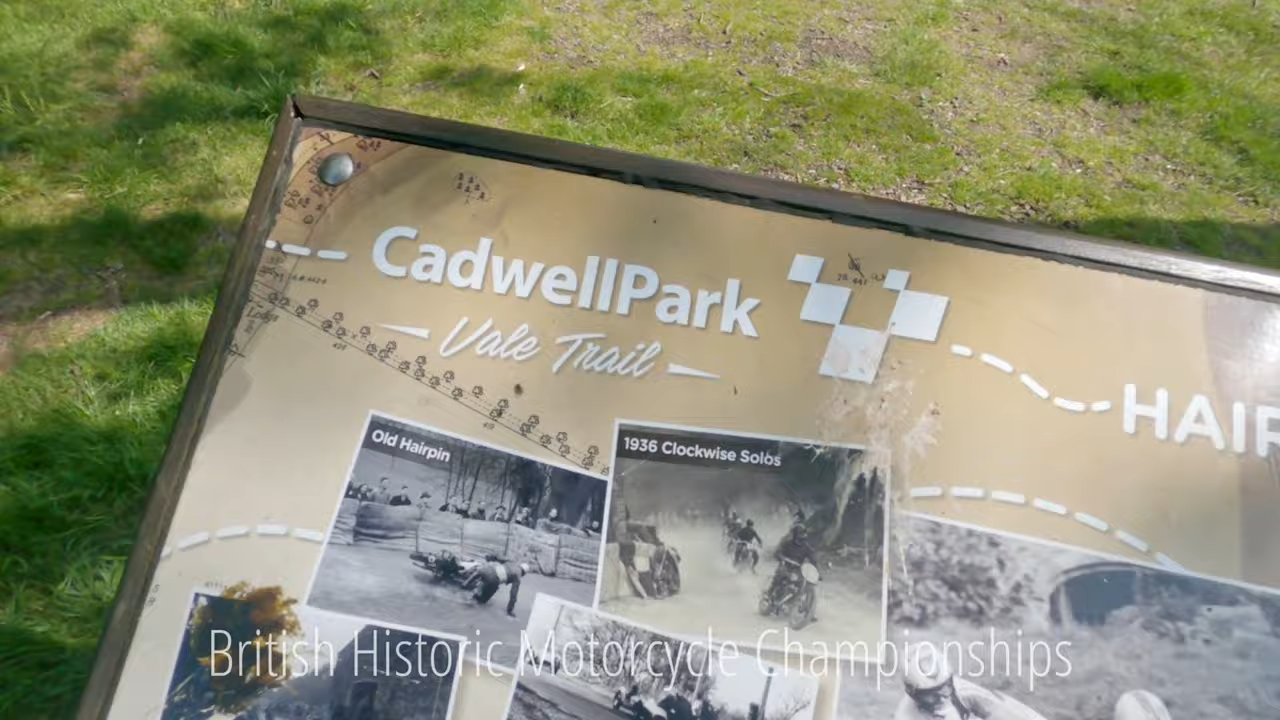 CadwellPark
Vale Trail
HAIR
Old Hairpin
1936 Clockwise Solos
British Historic Motorcycle Championships